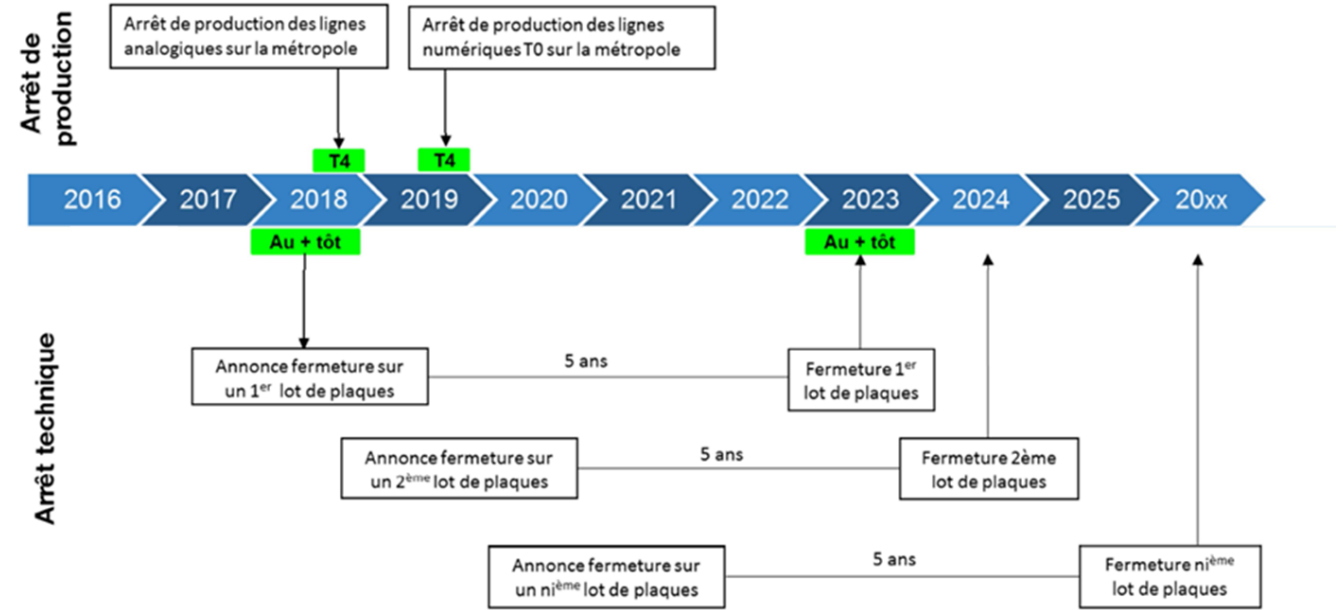 Arrêt de
production
Arrêt de production des lignes
analogiques sur la métropole
Arrêt de production des lignes
numériques T0 sur la métropole
T4
T4
2016
2017
2018
2019
2020
2021
2022
2023
2024
2025
20xx
Au + tôt
Au + tôt
Arrêt technique
Annonce fermeture sur
un 1er lot de plaques
5 ans
Fermeture 1er
lot de plaques
Annonce fermeture sur
un 2ème lot de plaques
5 ans
Fermeture 2ème
lot de plaques
Annonce fermeture sur
un nième lot de plaques
5 ans
Fermeture nième
lot de plaques